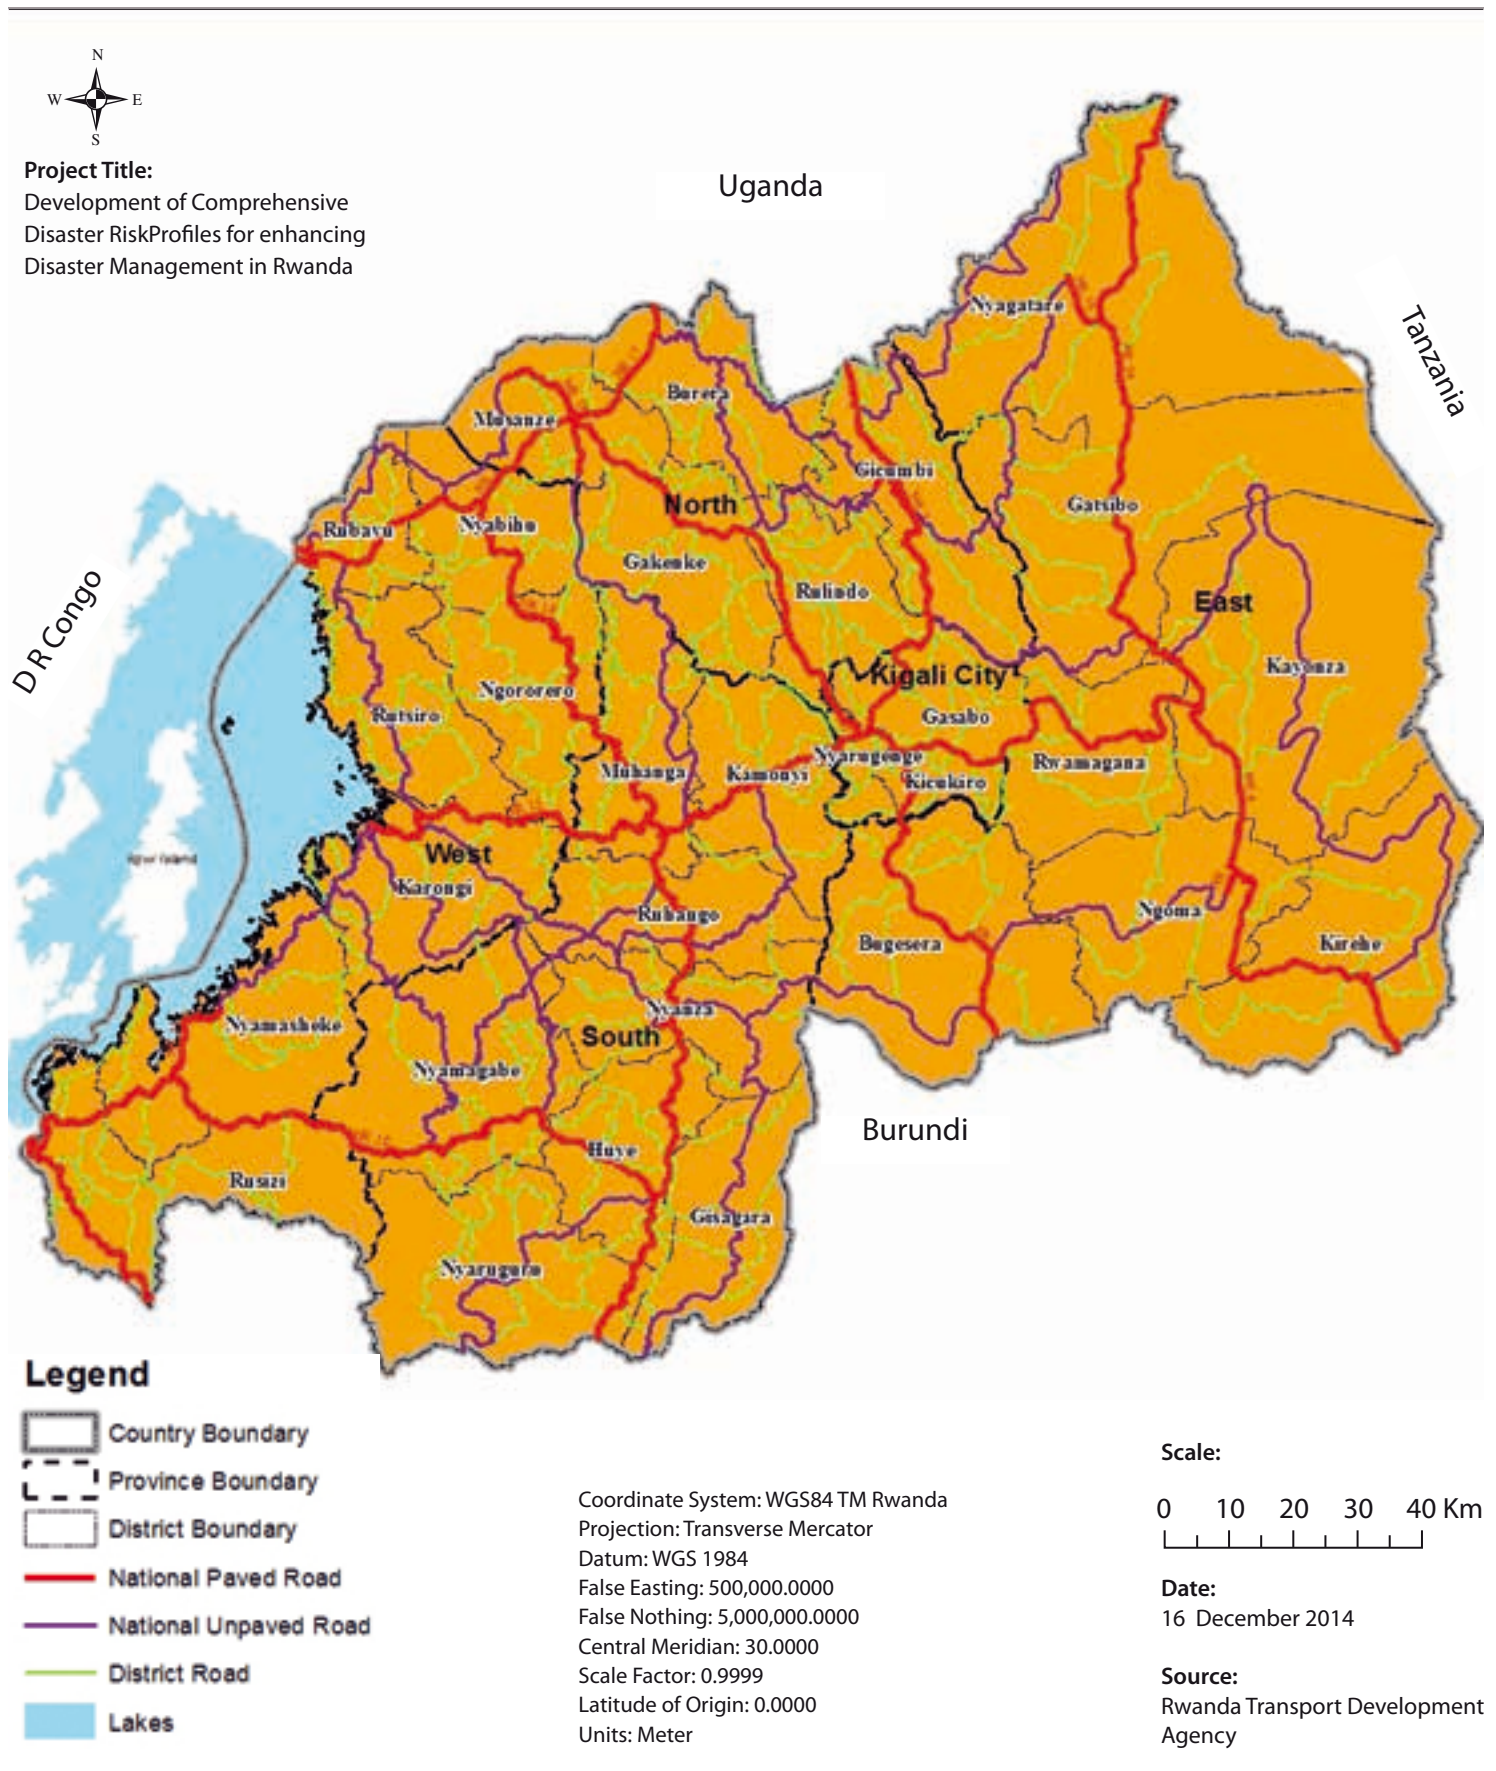 N
W E
S
Project Title:
Development of Comprehensive
Disaster RiskProfiles for enhancing
Disaster Management in Rwanda
Uganda
Tanzania
D R Congo
Burundi
Nyagatare
Burera
Musanze
Gicumbi
North
Gatsibo
Rubavu
Nyabihu
Gakenke
Rulindo
East
Kayonza
Kigali City
Ngororero
Rutsiro
Gasabo
Nyarugenge
Rwamagana
Muhanga
Kamonyi
Kicukiro
West
Karongi
Ruhango
Ngoma
Bugesera
Kirehe
Nyanza
Nyamasheke
South
Nyamagabe
Huye
Rusizi
Gisagara
Nyaruguru
Legend
Country Boundary
Province Boundary
District Boundary
National Paved Road
National Unpaved Road
District Road
Lakes
Coordinate System: WGS84 TM Rwanda
Projection: Transverse Mercator
Datum: WGS 1984
False Easting: 500,000.0000
False Nothing: 5,000,000.0000
Central Meridian: 30.0000
Scale Factor: 0.9999
Latitude of Origin: 0.0000
Units: Meter
Scale:
0 10 20 30 40 Km
Date:
16 December 2014
Source:
Rwanda Transport Development
Agency